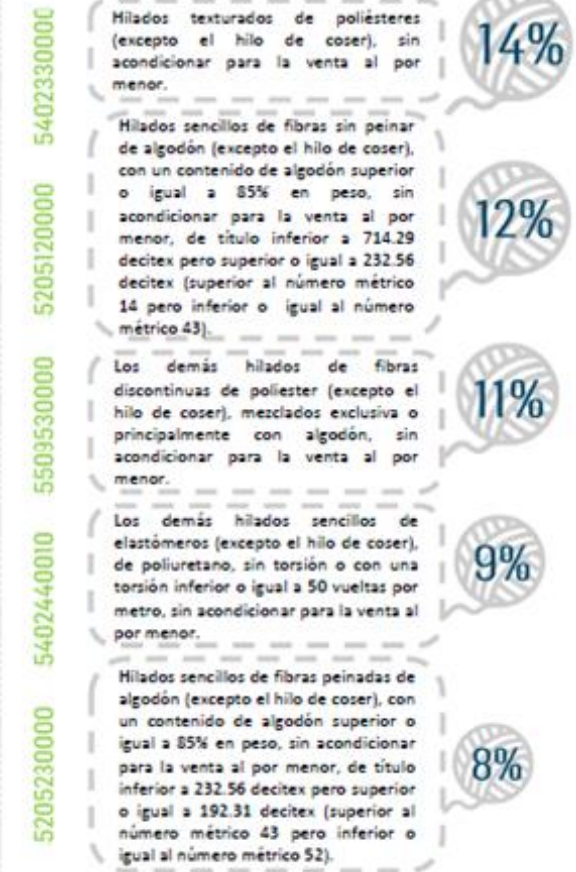 5402330000
Hilados texturados de poliésteres
(excepto el hilo de coser), sin
acondicionar para la venta al por
menor.
14%
5205120000
Hilados sencillos de fibras sin peinar
de algodón (excepto el hilo de coser),
con un contenido de algodón superior
o igual a 85% en peso, sin
acondicionar para la venta al por
menor, de título inferior a 714.29
decitex pero superior o igual a 232.56
decitex (superior al número métrico
14 pero inferior o igual al número
métrico 43).
12%
5509530000
Los demás hilados de fibras
discontinuas de poliester (excepto el
hilo de coser), mezclados exclusiva o
principalmente con algodón, sin
acondicionar para la venta al por
menor.
11%
5402440010
Los demás hilados sencillos de
elastómeros (excepto el hilo de coser),
de poliuretano, sin torsión o con una
torsión inferior o igual a 50 vueltas por
metro, sin acondicionar para la venta al
por menor.
9%
5205230000
Hilados sencillos de fibras peinadas de
algodón (excepto el hilo de coser), con
un contenido de algodón superior o
igual a 85% en peso, sin acondicionar
para la venta al por menor, de título
inferior a 232.56 decitex pero superior
o igual a 192.31 decitex (superior al
número métrico 43 pero inferior o
igual al número métrico 52).
8%